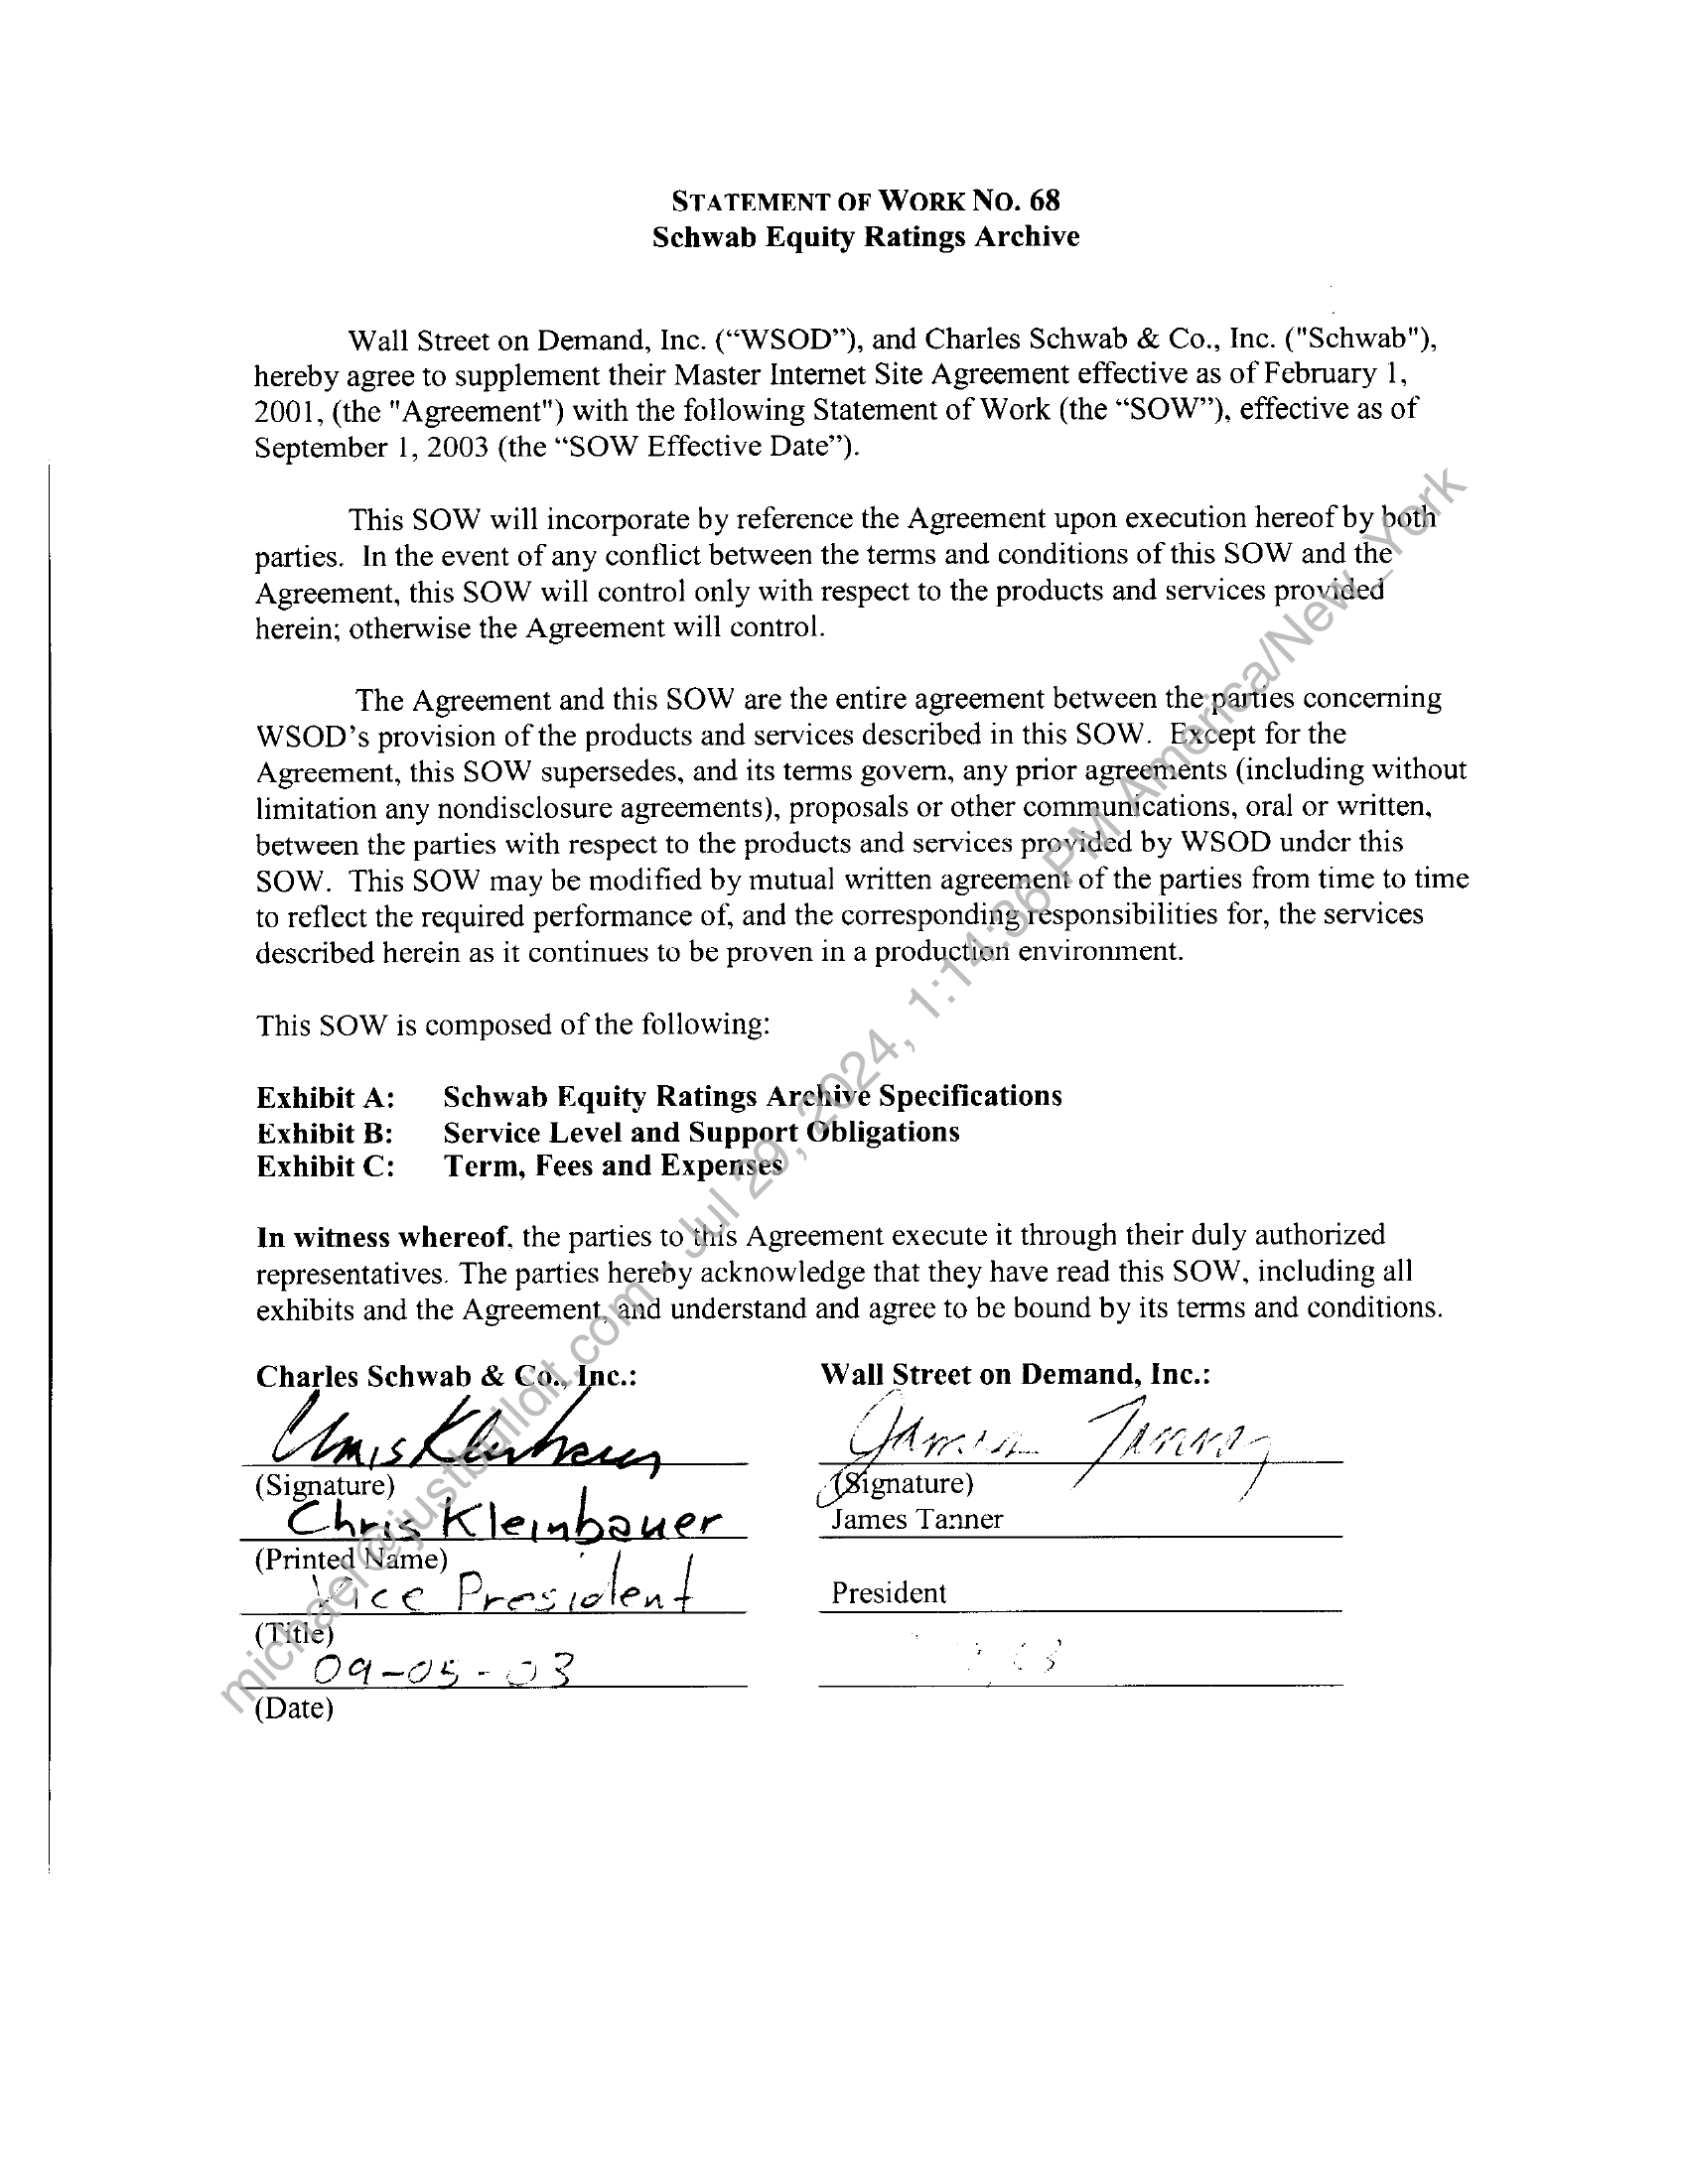 STATEMENT OF WORK NO. 68
Schwab Equity Ratings Archive
Wall Street on Demand, Inc. (“WSOD”), and Charles Schwab & Co., Inc. ("Schwab"),
hereby agree to supplement their Master Internet Site Agreement effective as of February 1,
2001, (the "Agreement") with the following Statement of Work (the “SOW”), effective as of
September 1, 2003 (the “SOW Effective Date”).
This SOW will incorporate by reference the Agreement upon execution hereof by both
parties. In the event of any conflict between the terms and conditions of this SOW and the
Agreement, this SOW will control only with respect to the products and services provided
herein; otherwise the Agreement will control.
The Agreement and this SOW are the entire agreement between the parties concerning
WSOD’s provision of the products and services described in this SOW. Except for the
Agreement, this SOW supersedes, and its terms govern, any prior agreements (including without
limitation any nondisclosure agreements), proposals or other communications, oral or written,
between the parties with respect to the products and services provided by WSOD under this
SOW. This SOW may be modified by mutual written agreement of the parties from time to time
to reflect the required performance of, and the corresponding responsibilities for, the services
described herein as it continues to be proven in a production environment.
This SOW is composed of the following:
Exhibit A: Schwab Equity Ratings Archive Specifications
Exhibit B: Service Level and Support Obligations
Exhibit C: Term, Fees and Expenses
In witness whereof, the parties to this Agreement execute it through their duly authorized
representatives. The parties hereby acknowledge that they have read this SOW, including all
exhibits and the Agreement, and understand and agree to be bound by its terms and conditions.
Charles Schwab & Co., Inc.: Wall Street on Demand, Inc.:
Chris Kleinbauer James Tanner
(Signature) (Signature)
Chris Kleinbauer James Tanner
(Printed Name)
Vice President President
(Title)
09-05-03
(Date)
michael@justbuildit.com - Jul 29, 2024, 1:14:36 PM America/New_York